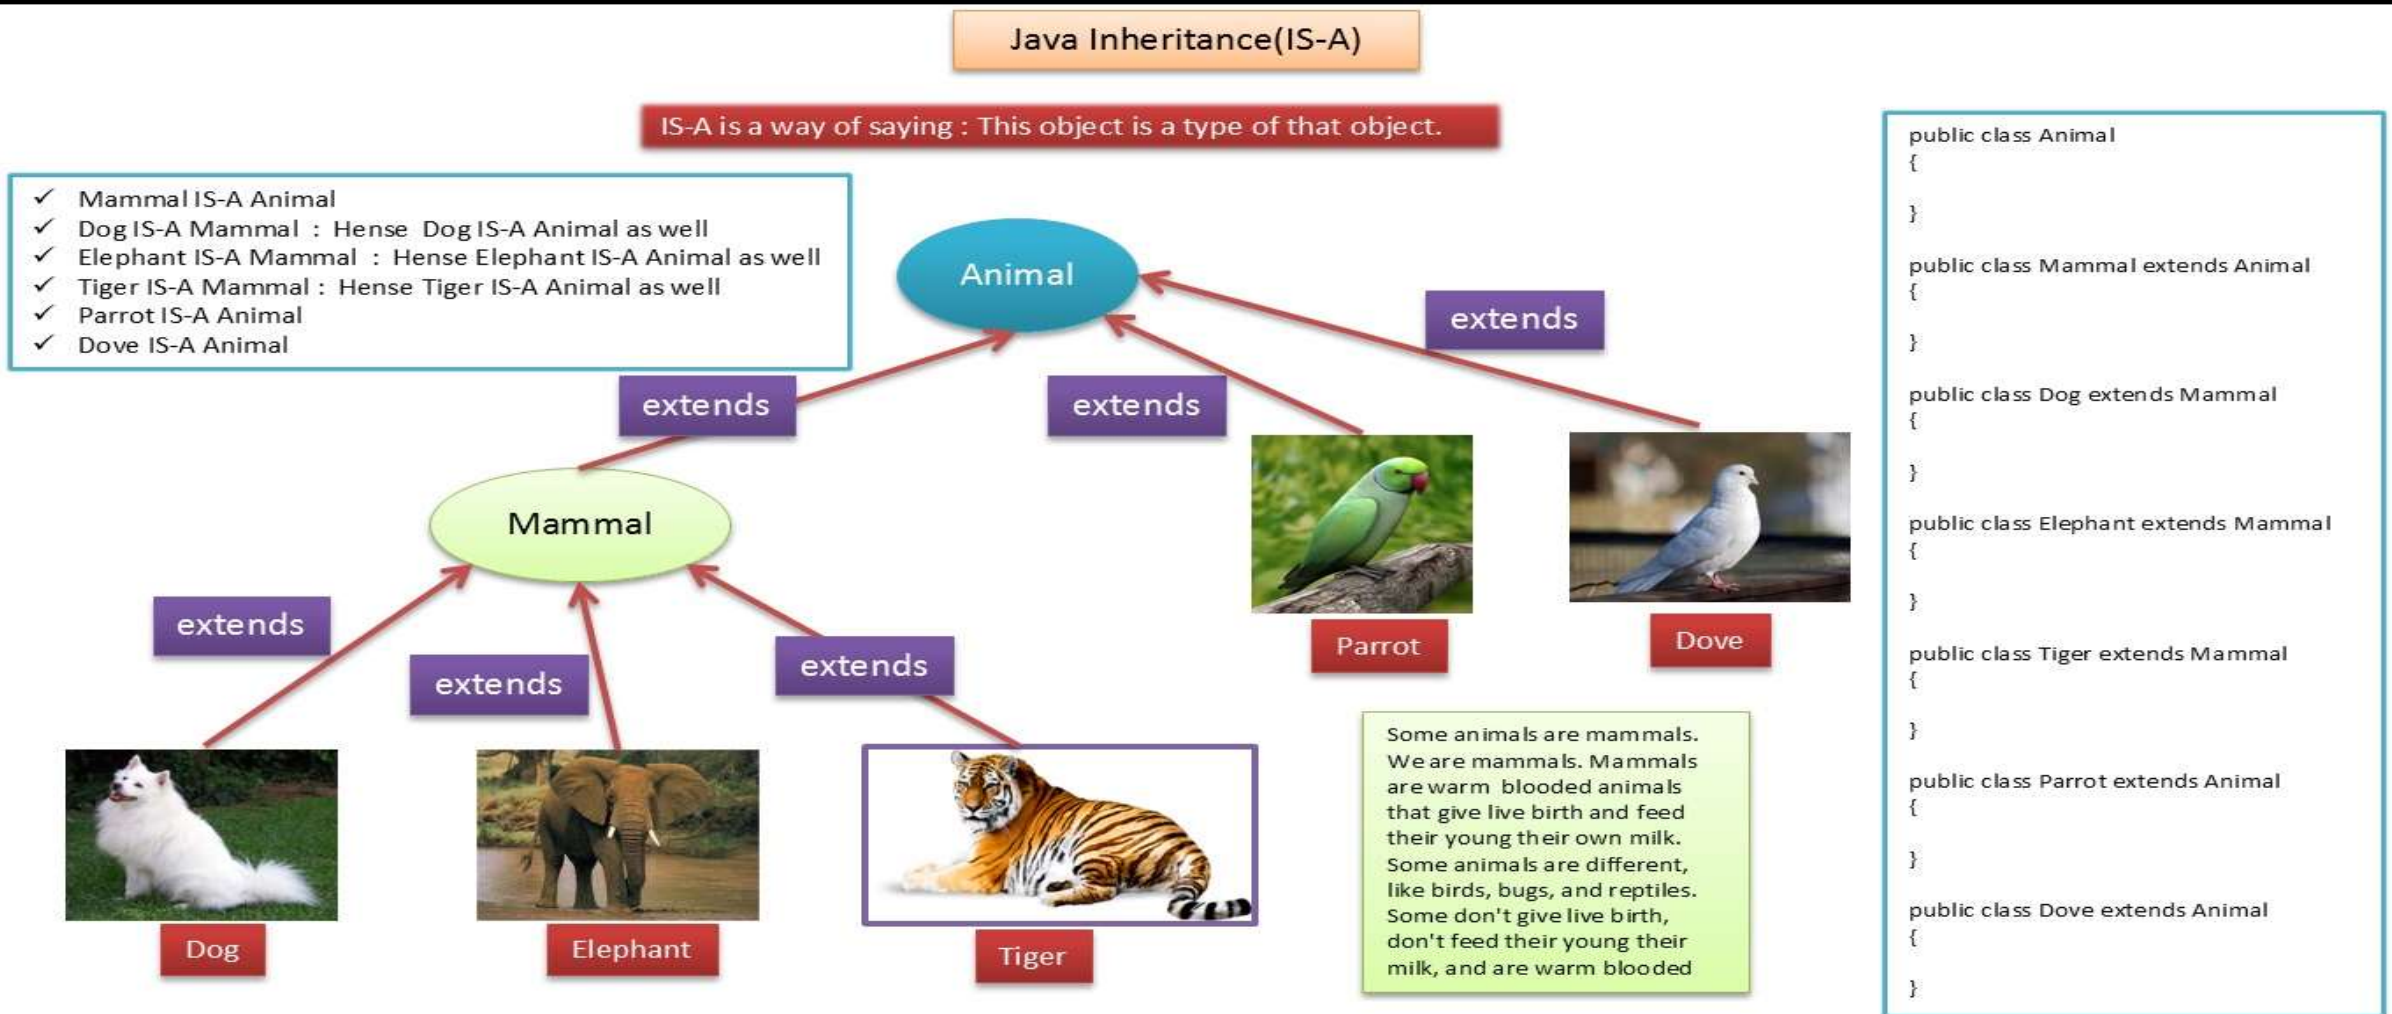 Java Inheritance(IS-A)
IS-A is a way of saying : This object is a type of that object.
✓ Mammal IS-A Animal
✓ Dog IS-A Mammal : Hense Dog IS-A Animal as well
✓ Elephant IS-A Mammal : Hense Elephant IS-A Animal as well
✓ Tiger IS-A Mammal : Hense Tiger IS-A Animal as well
✓ Parrot IS-A Animal
✓ Dove IS-A Animal
Animal
extends
extends
extends
Mammal
extends
extends
extends
Parrot
Dove
Dog
Elephant
Tiger
Some animals are mammals.
We are mammals. Mammals
are warm blooded animals
that give live birth and feed
their young their own milk.
Some animals are different,
like birds, bugs, and reptiles.
Some don't give live birth,
don't feed their young their
milk, and are warm blooded
public class Animal
{
}
public class Mammal extends Animal
{
}
public class Dog extends Mammal
{
}
public class Elephant extends Mammal
{
}
public class Tiger extends Mammal
{
}
public class Parrot extends Animal
{
}
public class Dove extends Animal
{
}